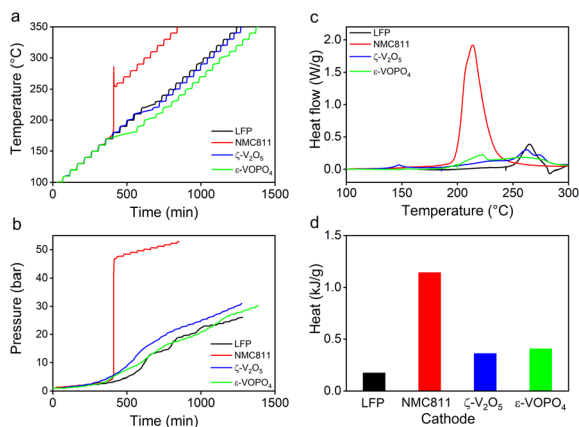 a
Temperature (°C)
350
300
250
200
150
100
0 500 1000 1500
Time (min)
LFP
NMC811
ζ-V₂O₅
ε-VOPO₄
b
Pressure (bar)
50
40
30
20
10
0
0 500 1000 1500
Time (min)
LFP
NMC811
ζ-V₂O₅
ε-VOPO₄
c
Heat flow (W/g)
2.0
1.5
1.0
0.5
0.0
100 150 200 250 300
Temperature (°C)
LFP
NMC811
ζ-V₂O₅
ε-VOPO₄
d
Heat (kJ/g)
1.5
1.0
0.5
0.0
LFP NMC811 ζ-V₂O₅ ε-VOPO₄
Cathode